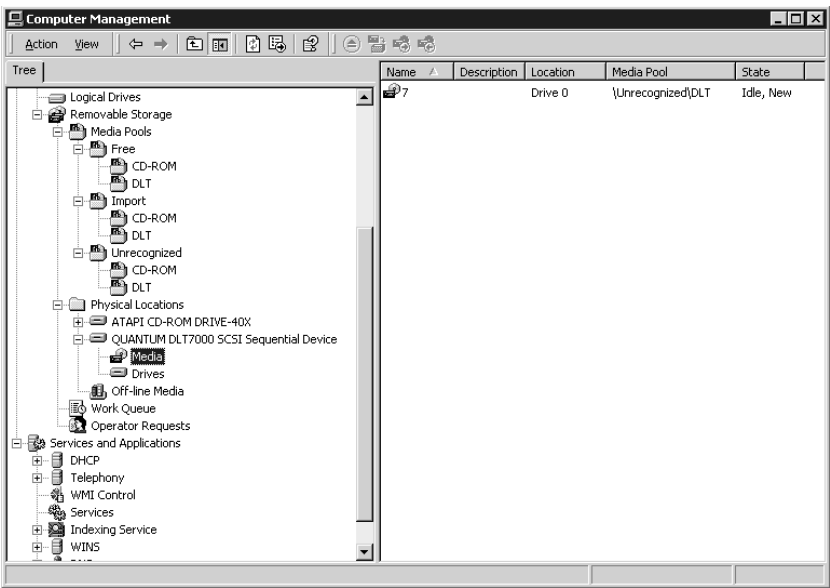 Computer Management
Action View
Tree
Name Description Location Media Pool State
7 Drive 0 \Unrecognized\DLT Idle, New
Logical Drives
Removable Storage
Media Pools
Free
CD-ROM
DLT
Import
CD-ROM
DLT
Unrecognized
CD-ROM
DLT
Physical Locations
ATAPI CD-ROM DRIVE-40X
QUANTUM DLT7000 SCSI Sequential Device
Media
Drives
Off-line Media
Work Queue
Operator Requests
Services and Applications
DHCP
Telephony
WMI Control
Services
Indexing Service
WINS